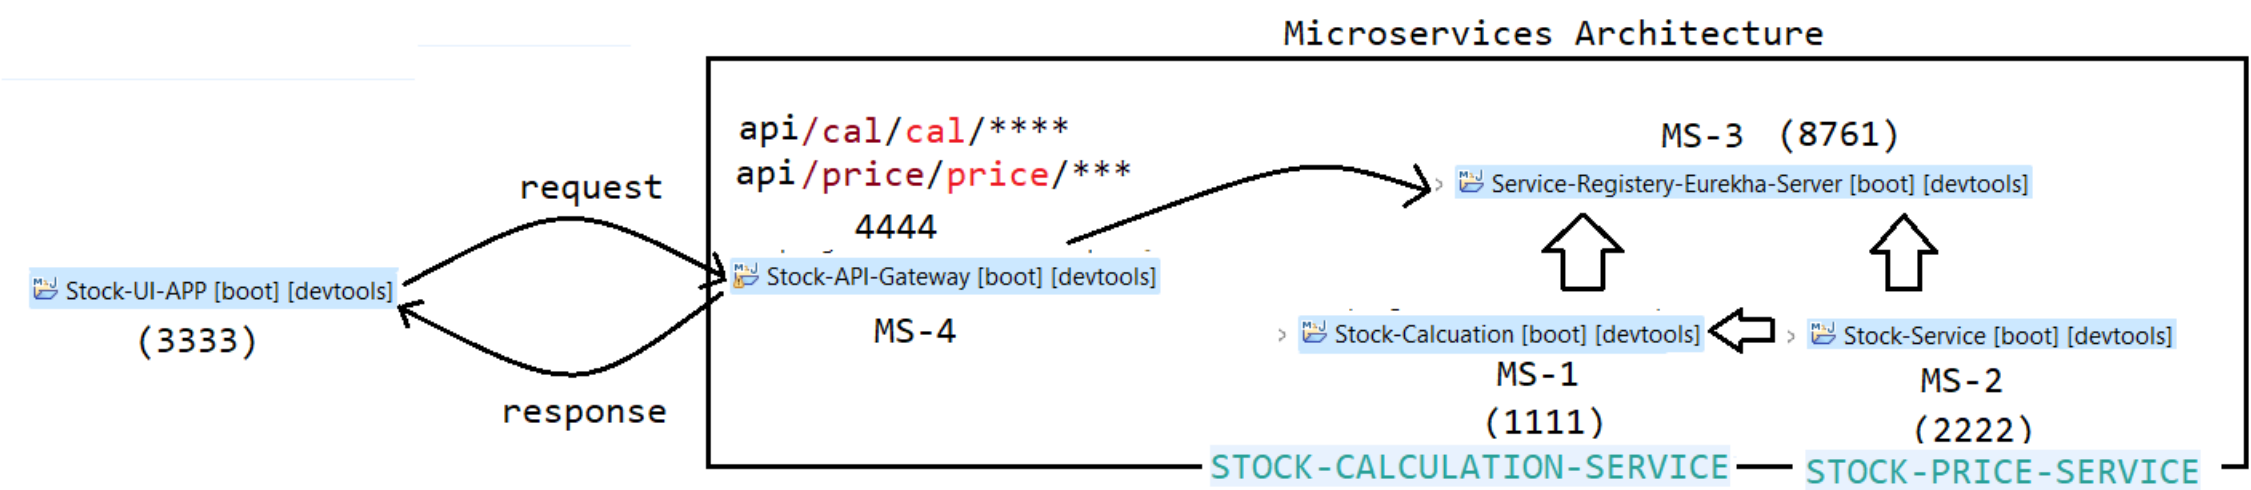 Microservices Architecture
api/cal/cal/****
api/price/price/***
4444
MS-3 (8761)
Service-Registery-Eurekha-Server [boot] [devtools]
request
Stock-UI-APP [boot] [devtools]
(3333)
response
Stock-API-Gateway [boot] [devtools]
MS-4
Stock-Calcuation [boot] [devtools]
MS-1
(1111)
STOCK-CALCULATION-SERVICE
Stock-Service [boot] [devtools]
MS-2
(2222)
STOCK-PRICE-SERVICE